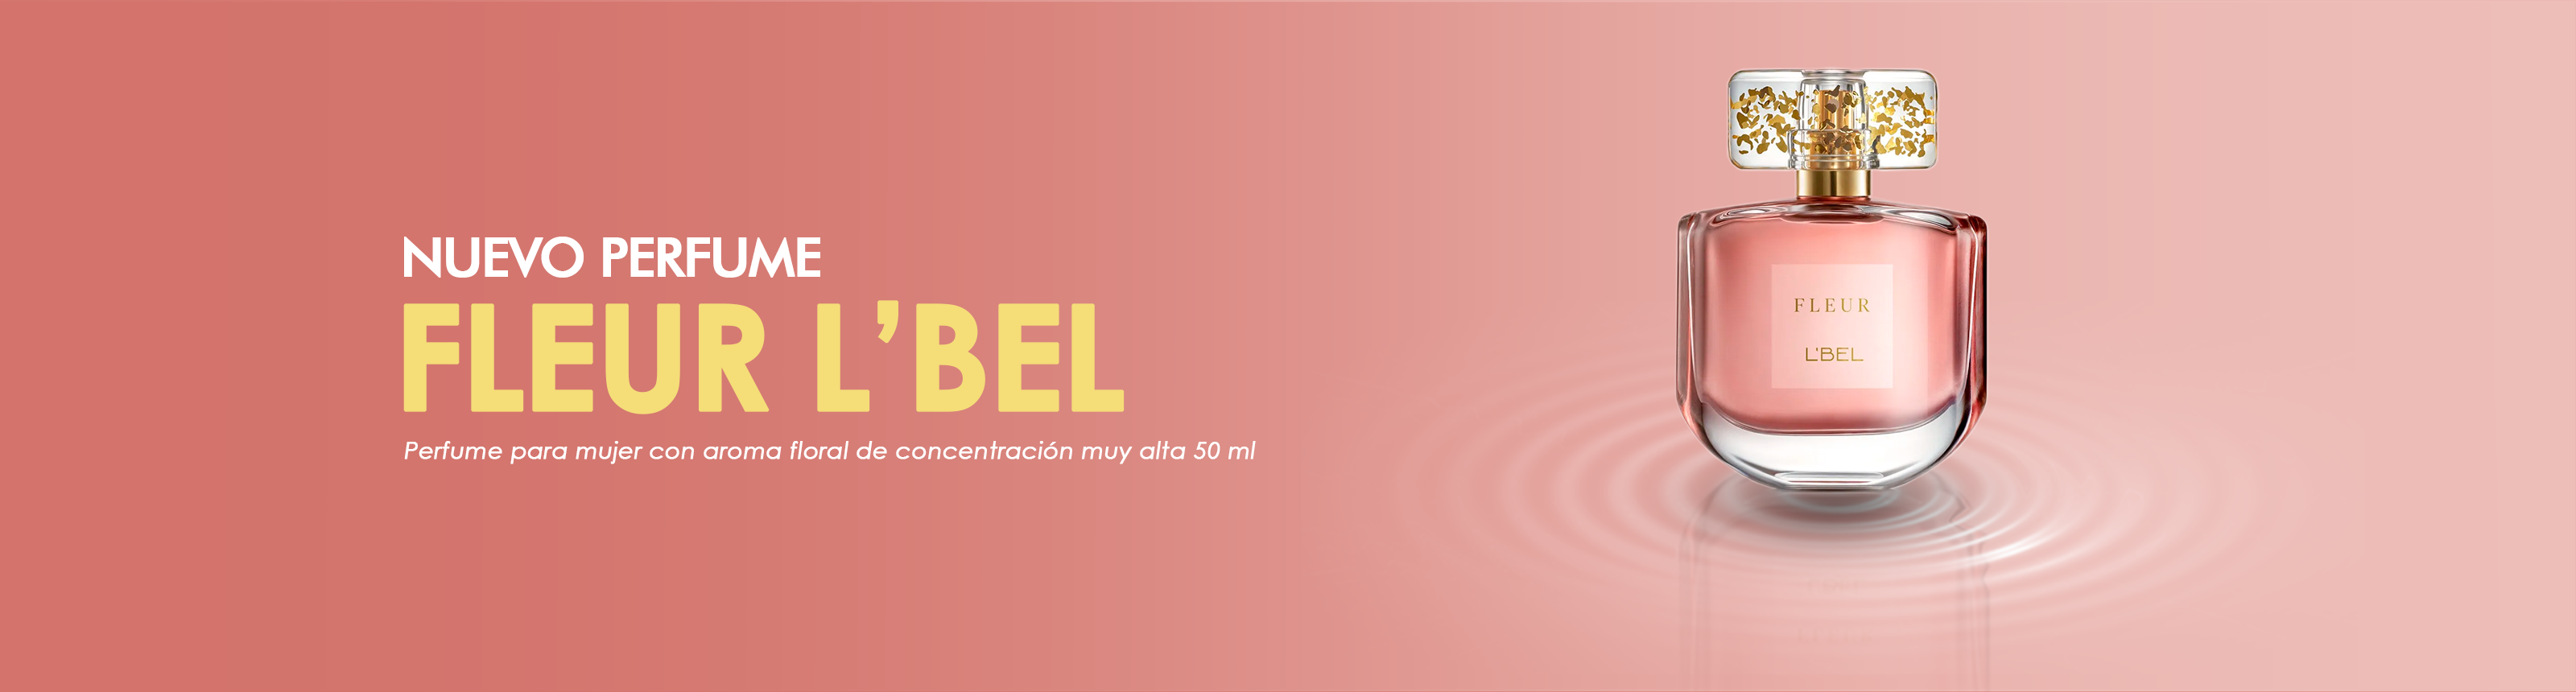 NUEVO PERFUME
FLEUR L’BEL
Perfume para mujer con aroma floral de concentración muy alta 50 ml
FLEUR
L'BEL